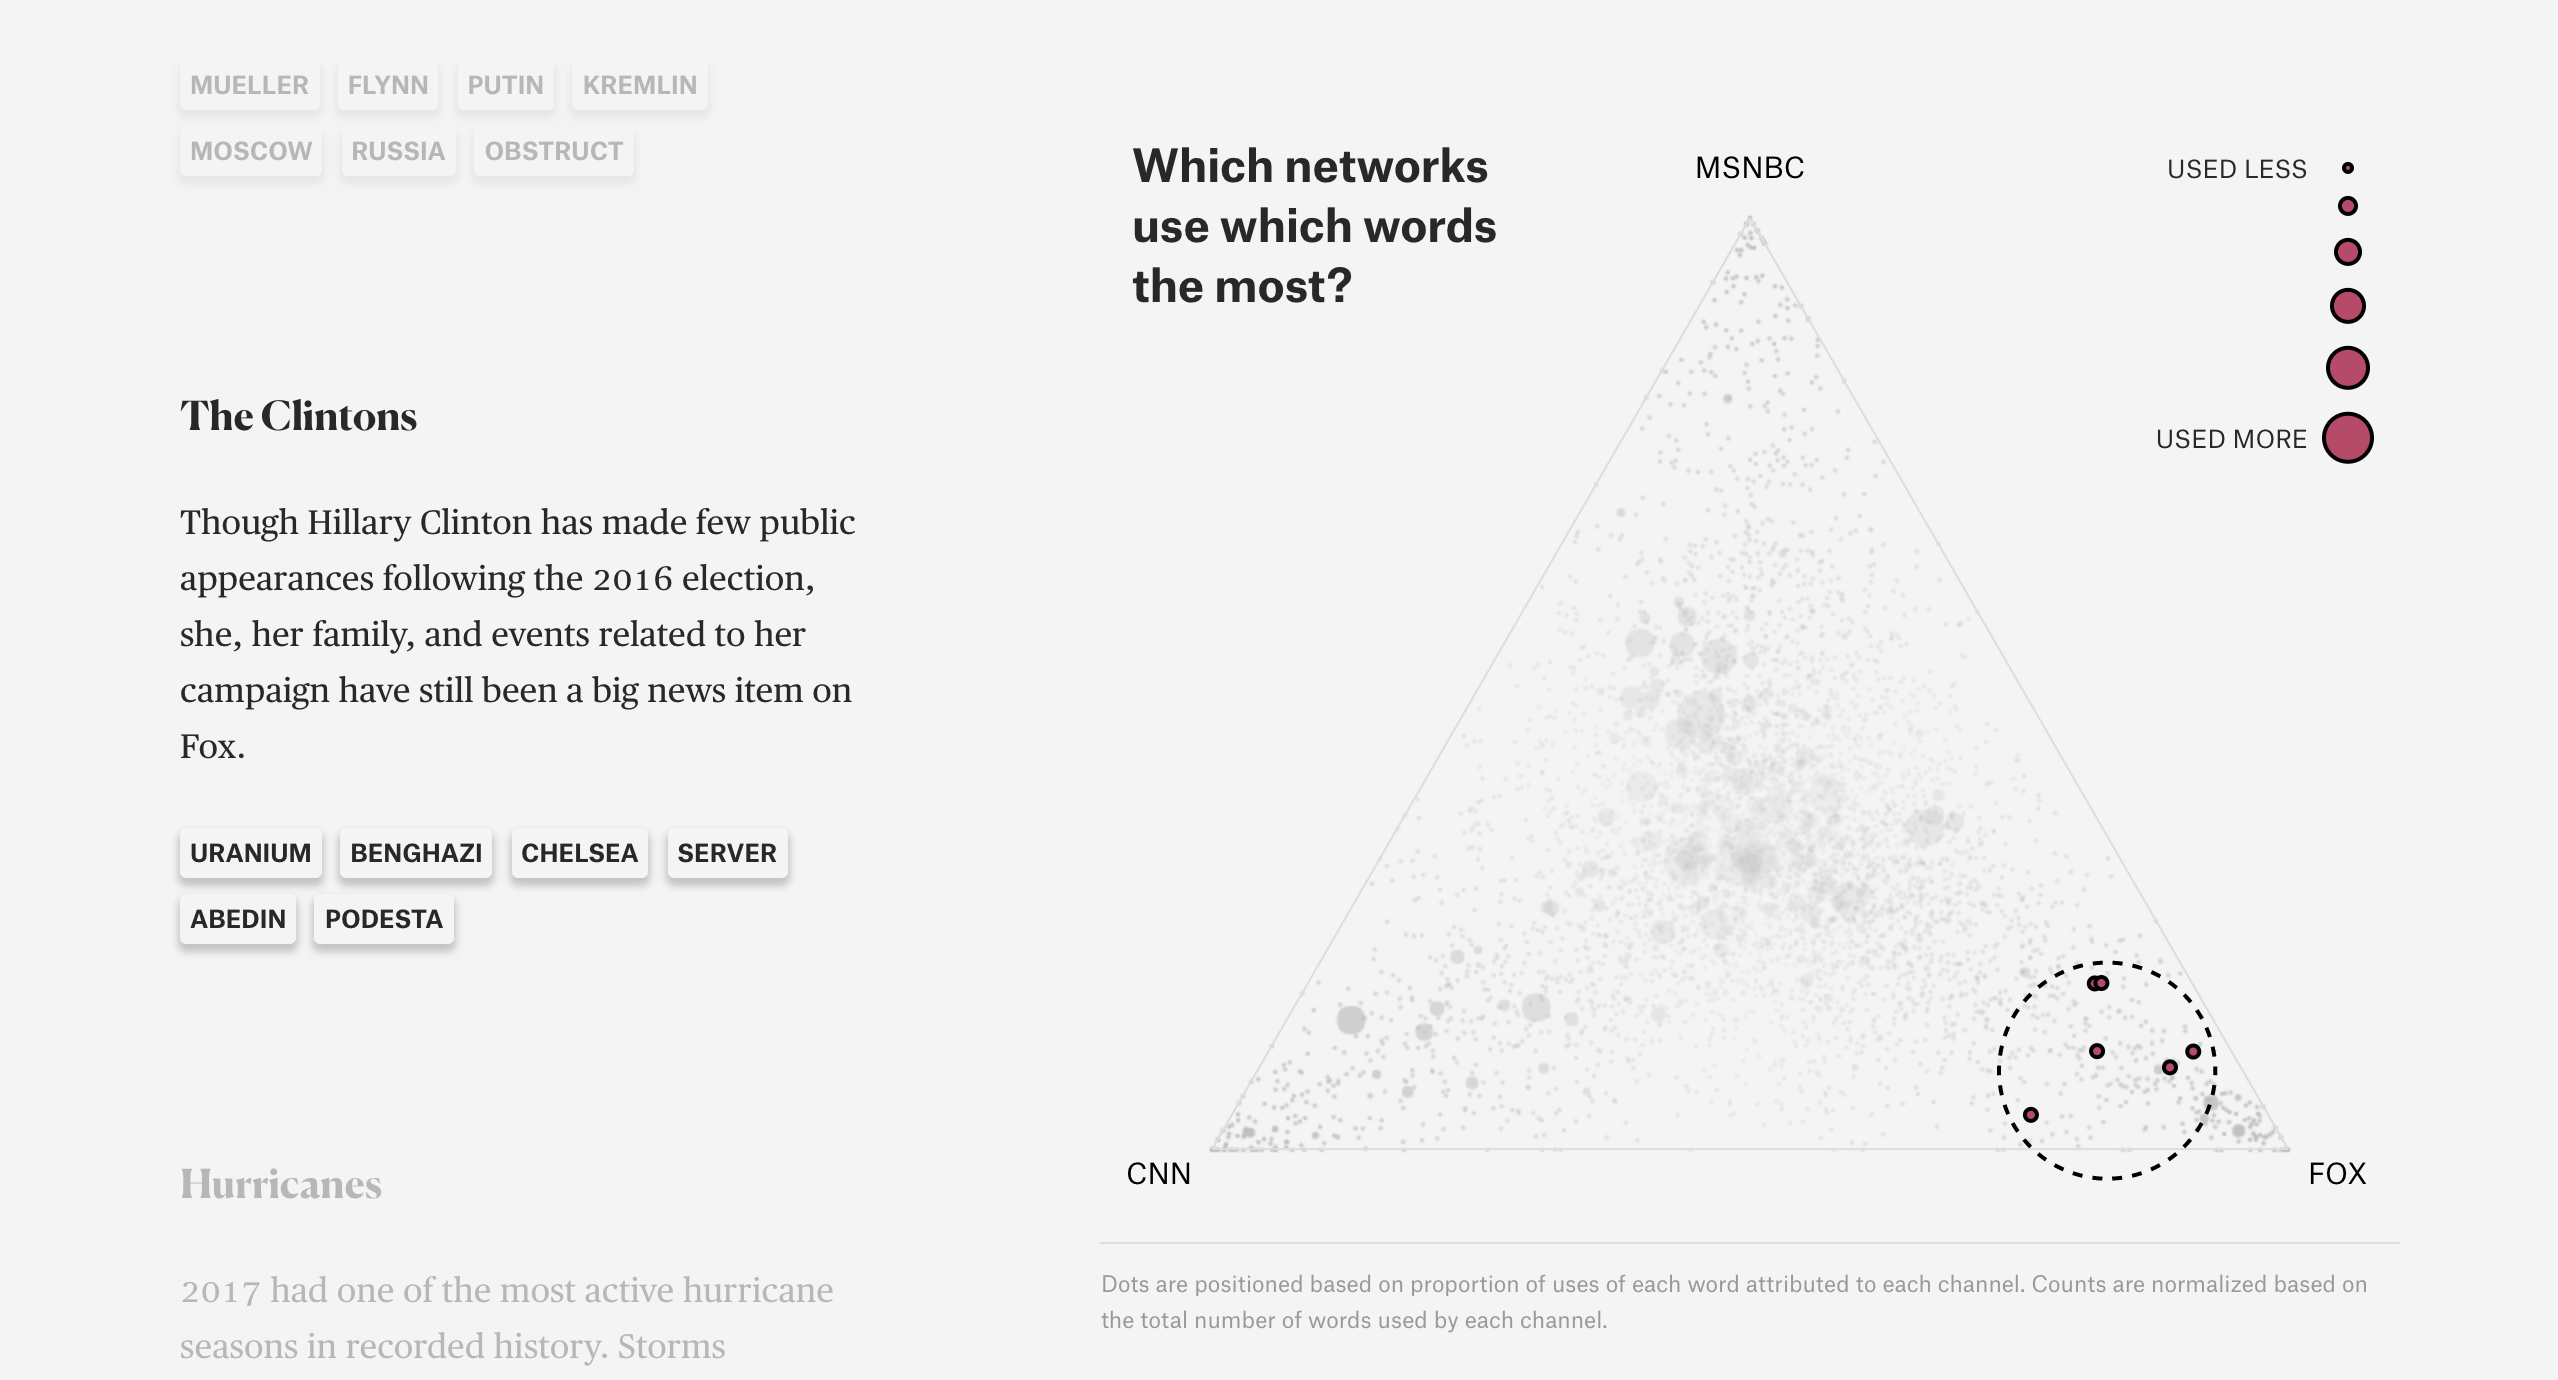 MUELLER FLYNN PUTIN KREMLIN
MOSCOW RUSSIA OBSTRUCT
The Clintons
Though Hillary Clinton has made few public
appearances following the 2016 election,
she, her family, and events related to her
campaign have still been a big news item on
Fox.
URANIUM BENGHAZI CHELSEA SERVER
ABEDIN PODESTA
Hurricanes
2017 had one of the most active hurricane
seasons in recorded history. Storms
Which networks
use which words
the most?
MSNBC
USED LESS
USED MORE
CNN
FOX
Dots are positioned based on proportion of uses of each word attributed to each channel. Counts are normalized based on
the total number of words used by each channel.